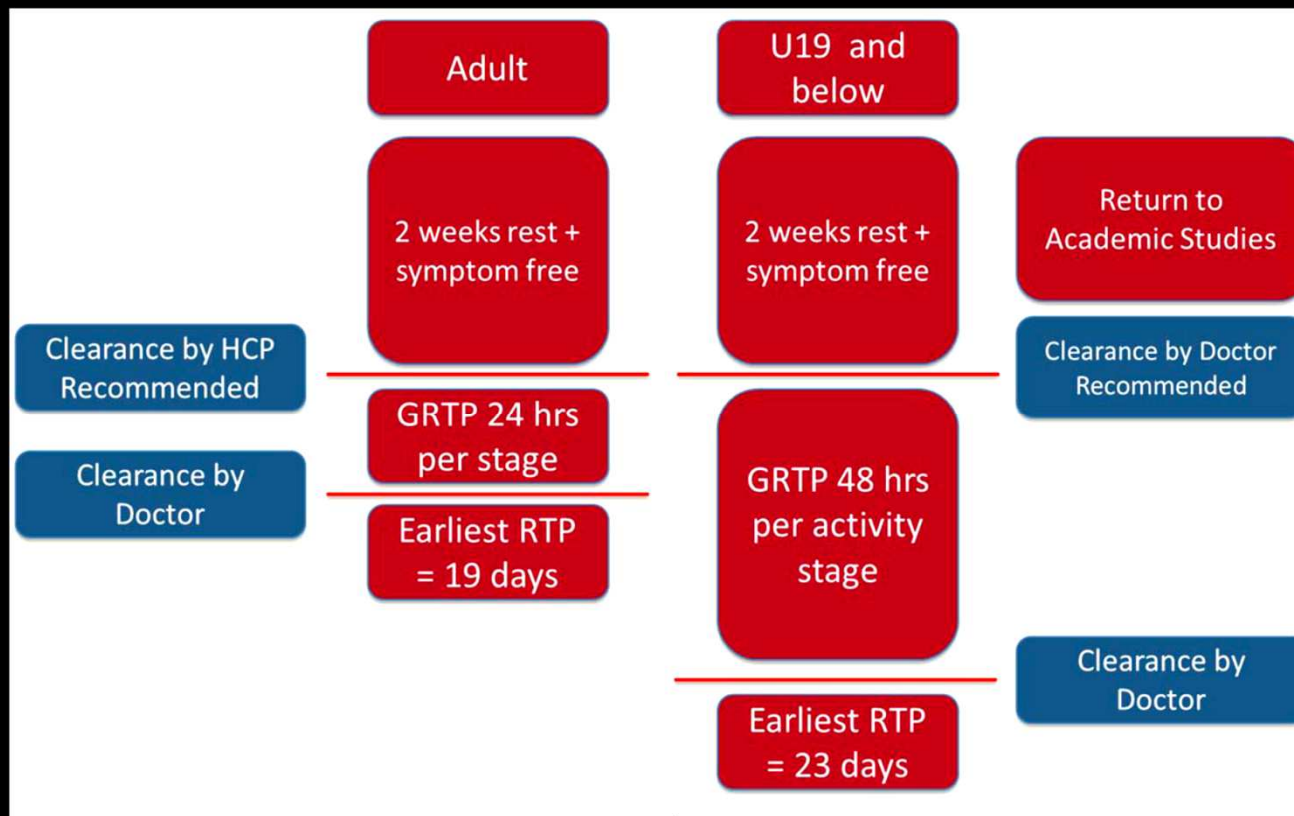 Adult
U19 and
below
2 weeks rest +
symptom free
2 weeks rest +
symptom free
Return to
Academic Studies
Clearance by HCP
Recommended
Clearance by Doctor
Recommended
GRTP 24 hrs
per stage
Clearance by
Doctor
GRTP 48 hrs
per activity
stage
Earliest RTP
= 19 days
Clearance by
Doctor
Earliest RTP
= 23 days